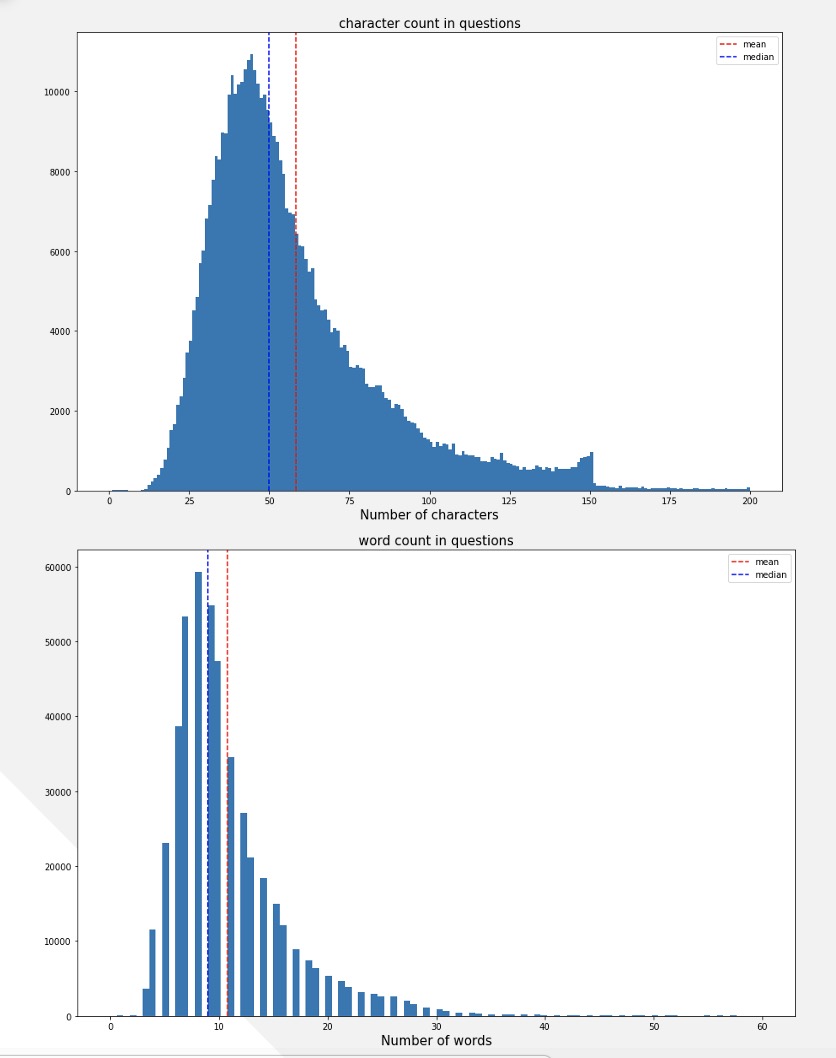 character count in questions
mean
median
10000
8000
6000
4000
2000
0
0 25 50 75 100 125 150 175 200
Number of characters
word count in questions
mean
median
60000
50000
40000
30000
20000
10000
0
0 10 20 30 40 50 60
Number of words